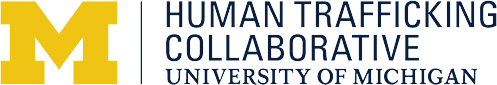 M
HUMAN TRAFFICKING
COLLABORATIVE
UNIVERSITY OF MICHIGAN